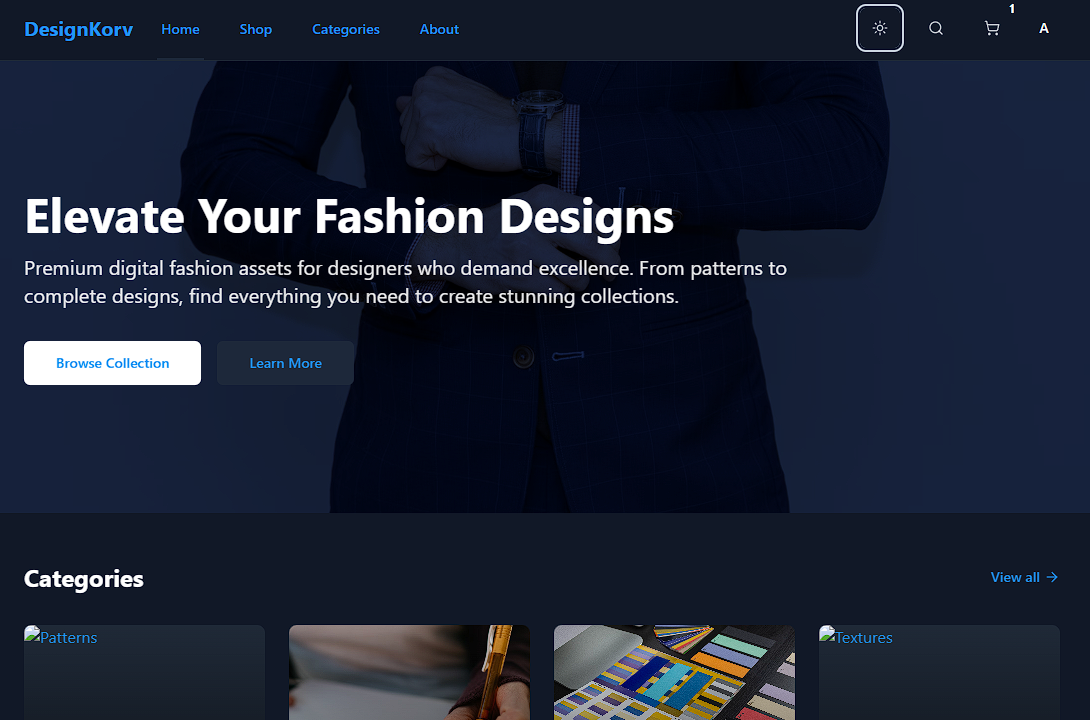 DesignKorv
Home
Shop
Categories
About
1
A
Elevate Your Fashion Designs
Premium digital fashion assets for designers who demand excellence. From patterns to
complete designs, find everything you need to create stunning collections.
Browse Collection
Learn More
Categories
View all
Patterns
Textures